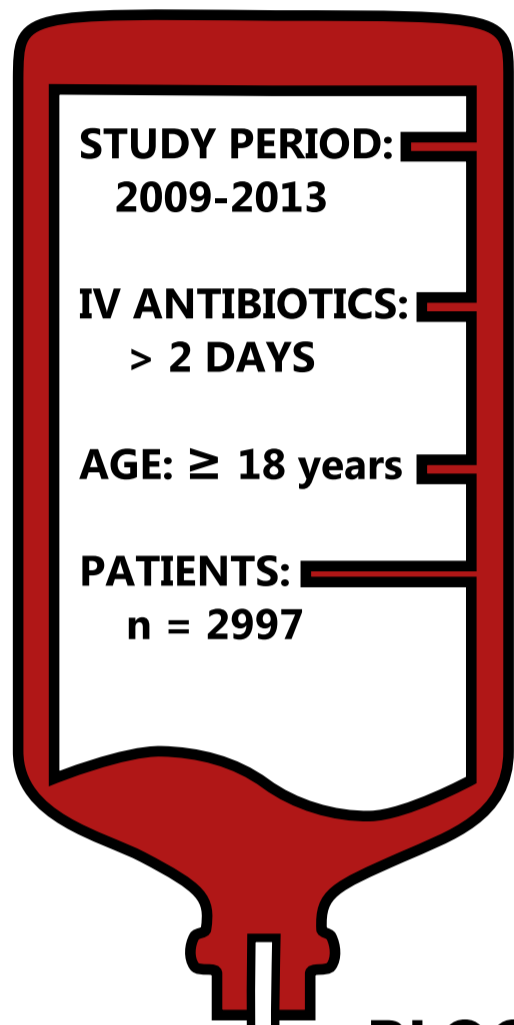 STUDY PERIOD:
2009-2013
IV ANTIBIOTICS:
> 2 DAYS
AGE: ≥ 18 years
PATIENTS:
n = 2997